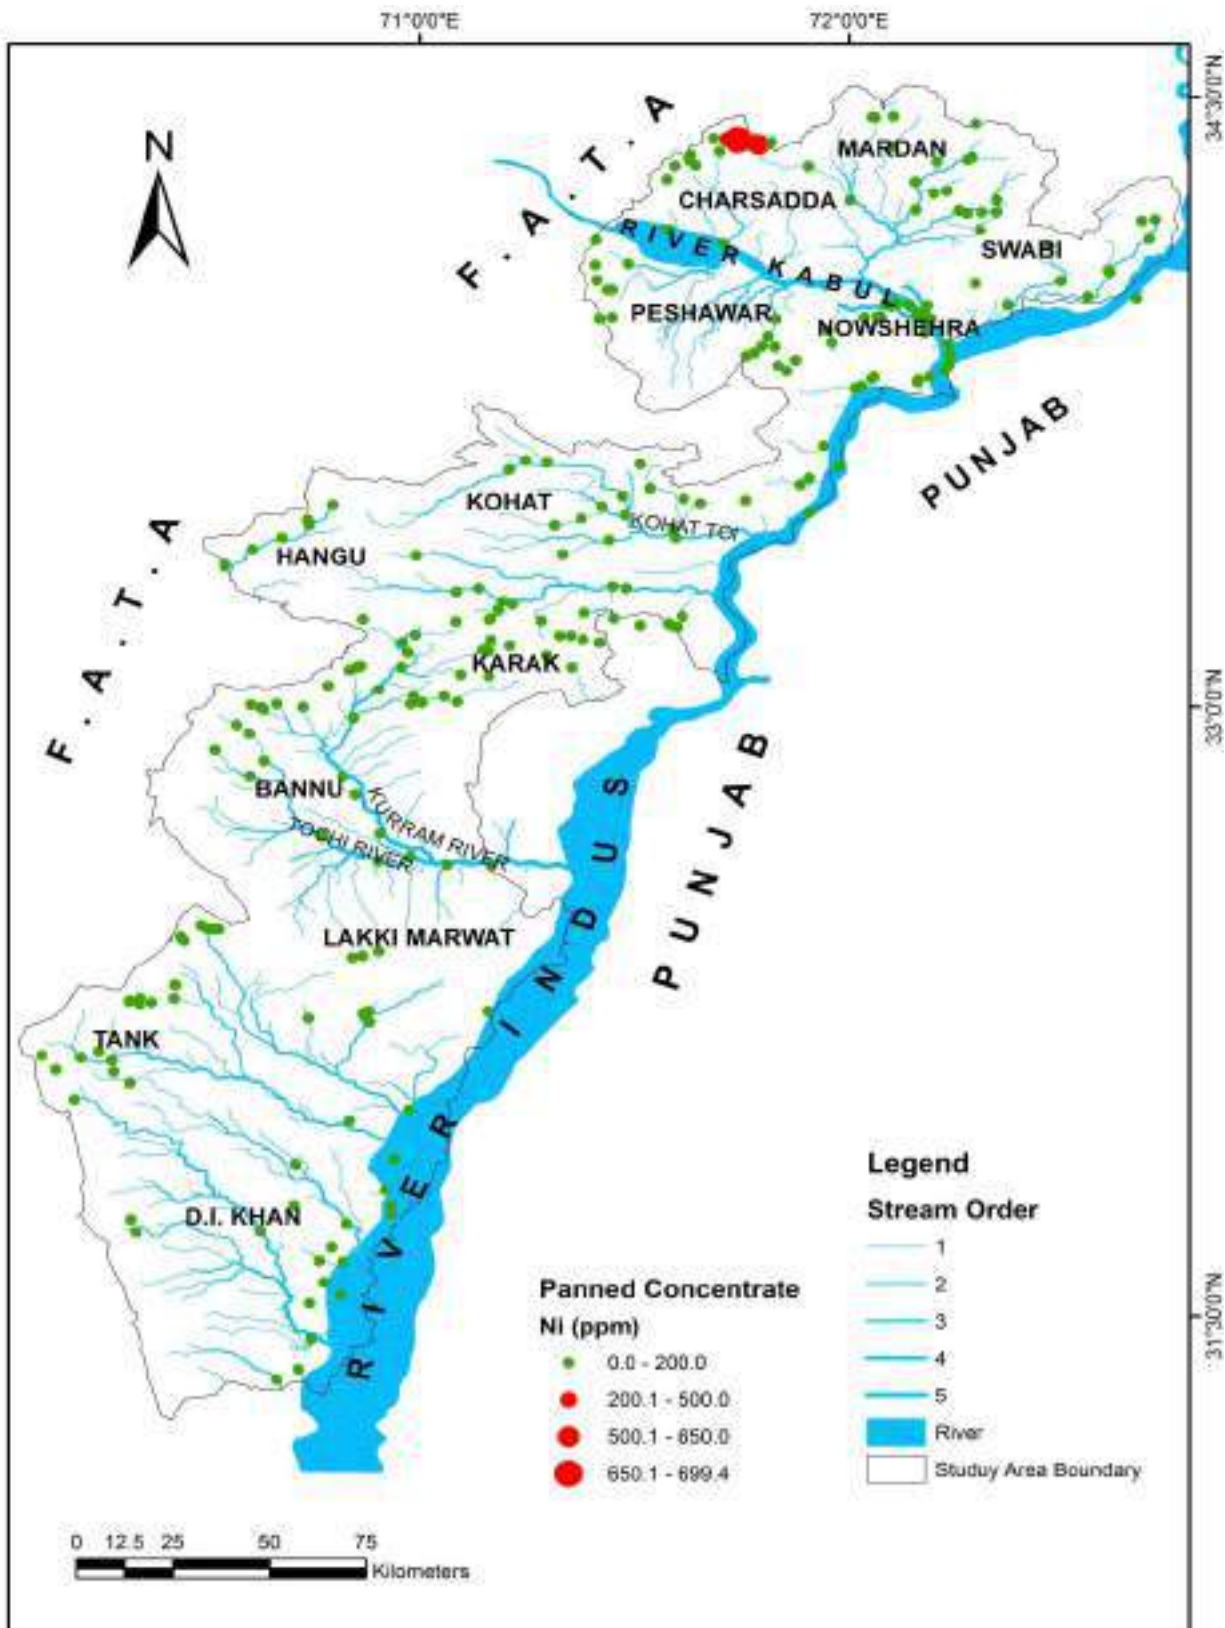 71°0'0"E
72°0'0"E
34°30'0"N
33°0'0"N
31°30'0"N
N
F.A.T.A
MARDAN
CHARSADDA
SWABI
RIVER KABUL
PESHAWAR
NOWSHEHRA
PUNJAB
KOHAT
KOHAT TOI
HANGU
F.A.T.A
KARAK
BANNU
KURRAM RIVER
TOCHI RIVER
PUNJAB
LAKKI MARWAT
TANK
D.I. KHAN
RIVER INDUS
Panned Concentrate
Ni (ppm)
0.0 - 200.0
200.1 - 500.0
500.1 - 650.0
650.1 - 699.4
Legend
Stream Order
1
2
3
4
5
River
Studuy Area Boundary
0 12.5 25 50 75
Kilometers